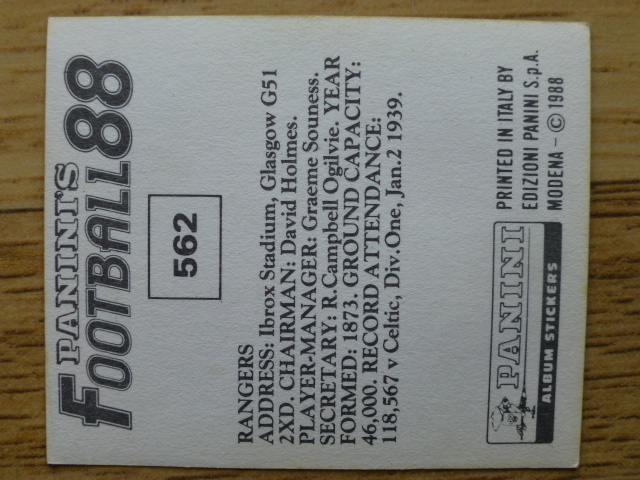 PANINI'S
FOOTBALL 88
562
RANGERS
ADDRESS: Ibrox Stadium, Glasgow G51
2XD. CHAIRMAN: David Holmes.
PLAYER-MANAGER: Graeme Souness.
SECRETARY: R.Campbell Ogilvie. YEAR
FORMED: 1873. GROUND CAPACITY:
46,000. RECORD ATTENDANCE:
118,567 v Celtic, Div.One, Jan.2 1939.
PANINI
ALBUM STICKERS
PRINTED IN ITALY BY
EDIZIONI PANINI S.p.A.
MODENA - © 1988